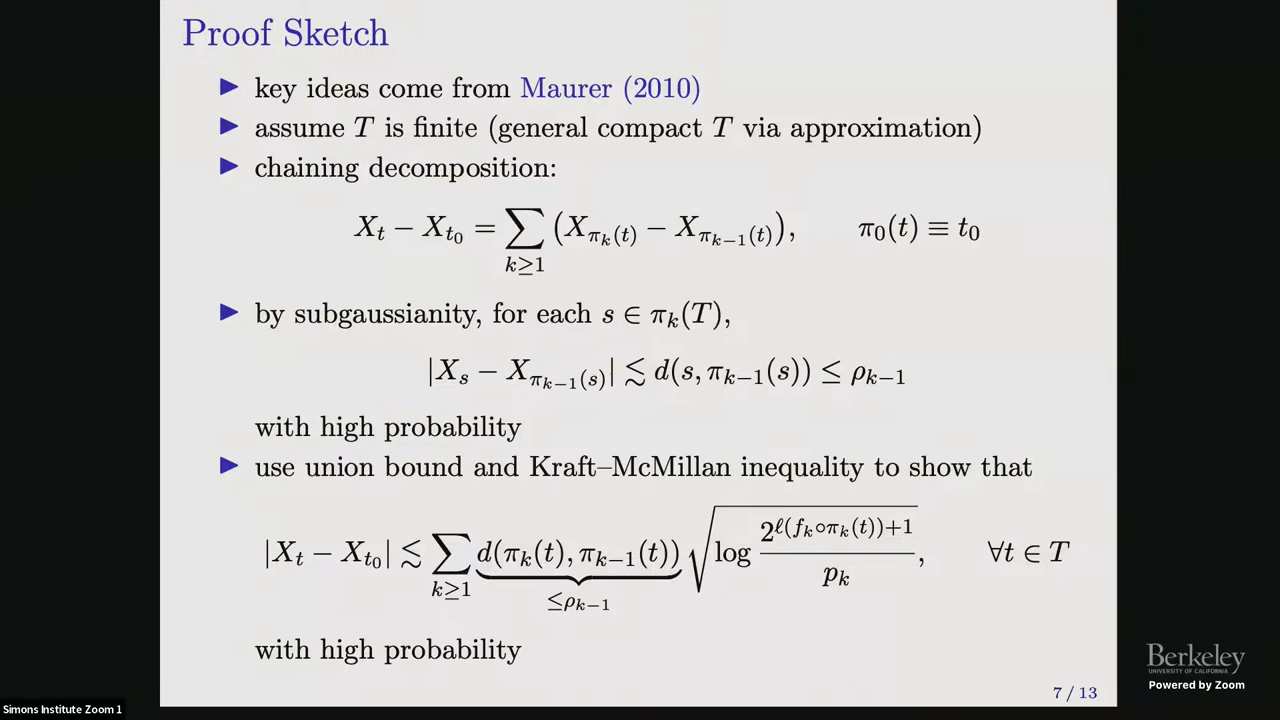 Proof Sketch
▶ key ideas come from Maurer (2010)
▶ assume T is finite (general compact T via approximation)
▶ chaining decomposition:
X_t − X_{t_0} = ∑_{k≥1} (X_{π_k(t)} − X_{π_{k−1}(t)}), π_0(t) ≡ t_0
▶ by subgaussianity, for each s ∈ π_k(T),
|X_s − X_{π_{k−1}(s)}| ≲ d(s, π_{k−1}(s)) ≤ ρ_{k−1}
with high probability
▶ use union bound and Kraft–McMillan inequality to show that
|X_t − X_{t_0}| ≲ ∑_{k≥1} \underbrace{d(π_k(t), π_{k−1}(t))}_{≤ρ_{k−1}} \sqrt{log \frac{2^{ℓ(f_k∘π_k(t))+1}}{p_k}}, ∀t ∈ T
with high probability
7 / 13
Berkeley
UNIVERSITY OF CALIFORNIA
Powered by Zoom
Simons Institute Zoom 1